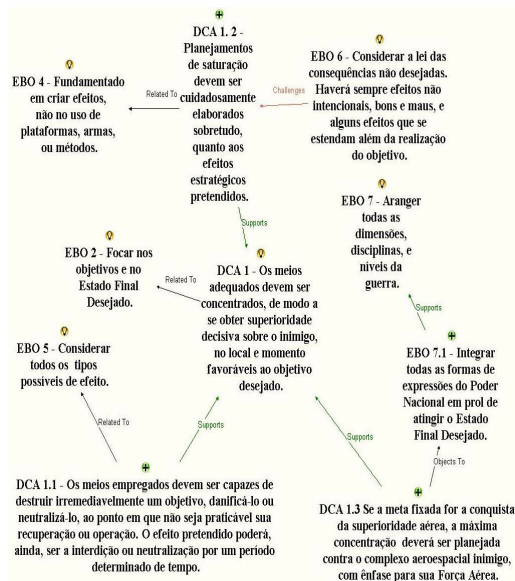 DCA 1. 2 -
Planejamentos
de saturação
devem ser
cuidadosamente
elaborados
sobretudo,
quanto aos
efeitos
estratégicos
pretendidos.
EBO 4 - Fundamentado
em criar efeitos,
não no uso de
plataformas, armas,
ou métodos.
Related To
EBO 6 - Considerar a lei das
consequências não desejadas.
Haverá sempre efeitos não
intencionais, bons e maus, e
alguns efeitos que se
estendam além da realização
do objetivo.
Challenges
EBO 7 - Aranger
todas as
dimensões,
disciplinas, e
níveis da
guerra.
Supports
EBO 2 - Focar nos
objetivos e no
Estado Final
Desejado.
Related To
DCA 1 - Os meios
adequados devem ser
concentrados, de modo a
se obter superioridade
decisiva sobre o inimigo,
no local e momento
favoráveis ao objetivo
desejado.
Supports
EBO 5 - Considerar
todos os tipos
possíveis de efeito.
EBO 7.1 - Integrar
todas as formas de
expressões do Poder
Nacional em prol de
atingir o Estado
Final Desejado.
Related To
Supports
Supports
Objects To
DCA 1.1 - Os meios empregados devem ser capazes de
destruir irremediavelmente um objetivo, danificá-lo ou
neutralizá-lo, ao ponto em que não seja praticável sua
recuperação ou operação. O efeito pretendido poderá,
ainda, ser a interdição ou neutralização por um período
determinado de tempo.
DCA 1.3 Se a meta fixada for a conquista
da superioridade aérea, a máxima
concentração deverá ser planejada
contra o complexo aeroespacial inimigo,
com ênfase para sua Força Aérea.